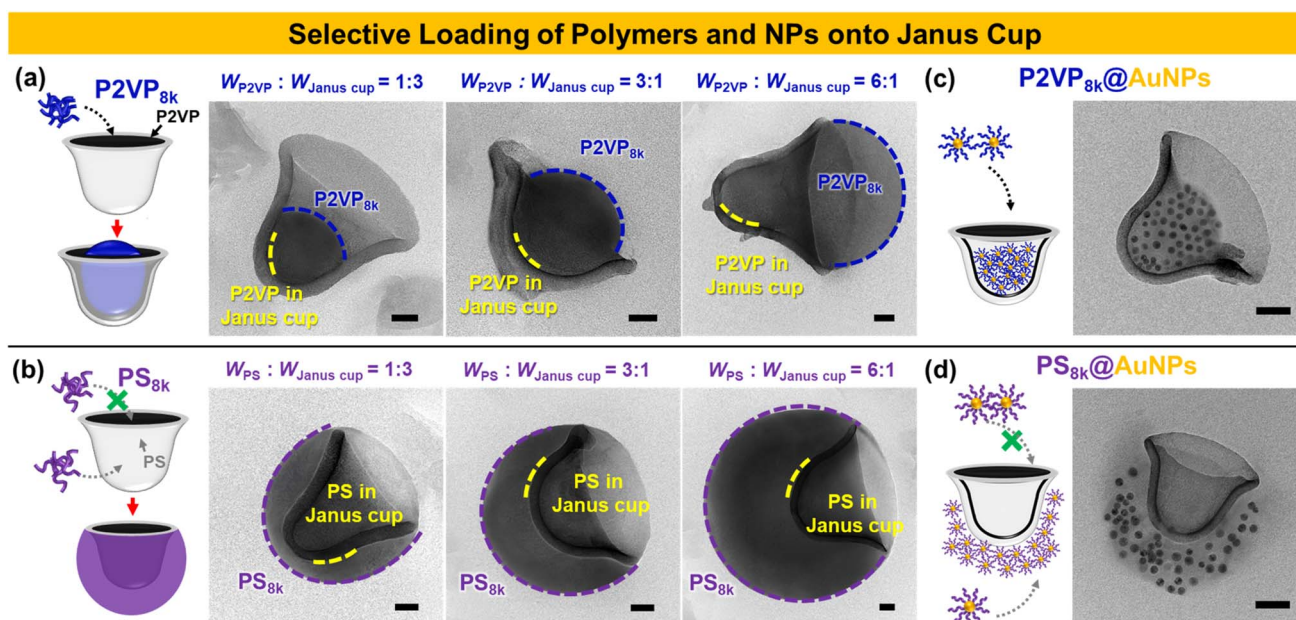 Selective Loading of Polymers and NPs onto Janus Cup
(a)
P2VP8k
P2VP
WP2VP : WJanus cup = 1:3
P2VP8k
P2VP in
Janus cup
WP2VP : WJanus cup = 3:1
P2VP8k
P2VP in
Janus cup
WP2VP : WJanus cup = 6:1
P2VP8k
P2VP in
Janus cup
(c)
P2VP8k@AuNPs
(b)
PS8k
PS
WPS : WJanus cup = 1:3
PS in
Janus cup
PS8k
WPS : WJanus cup = 3:1
PS in
Janus cup
PS8k
WPS : WJanus cup = 6:1
PS in
Janus cup
PS8k
(d)
PS8k@AuNPs